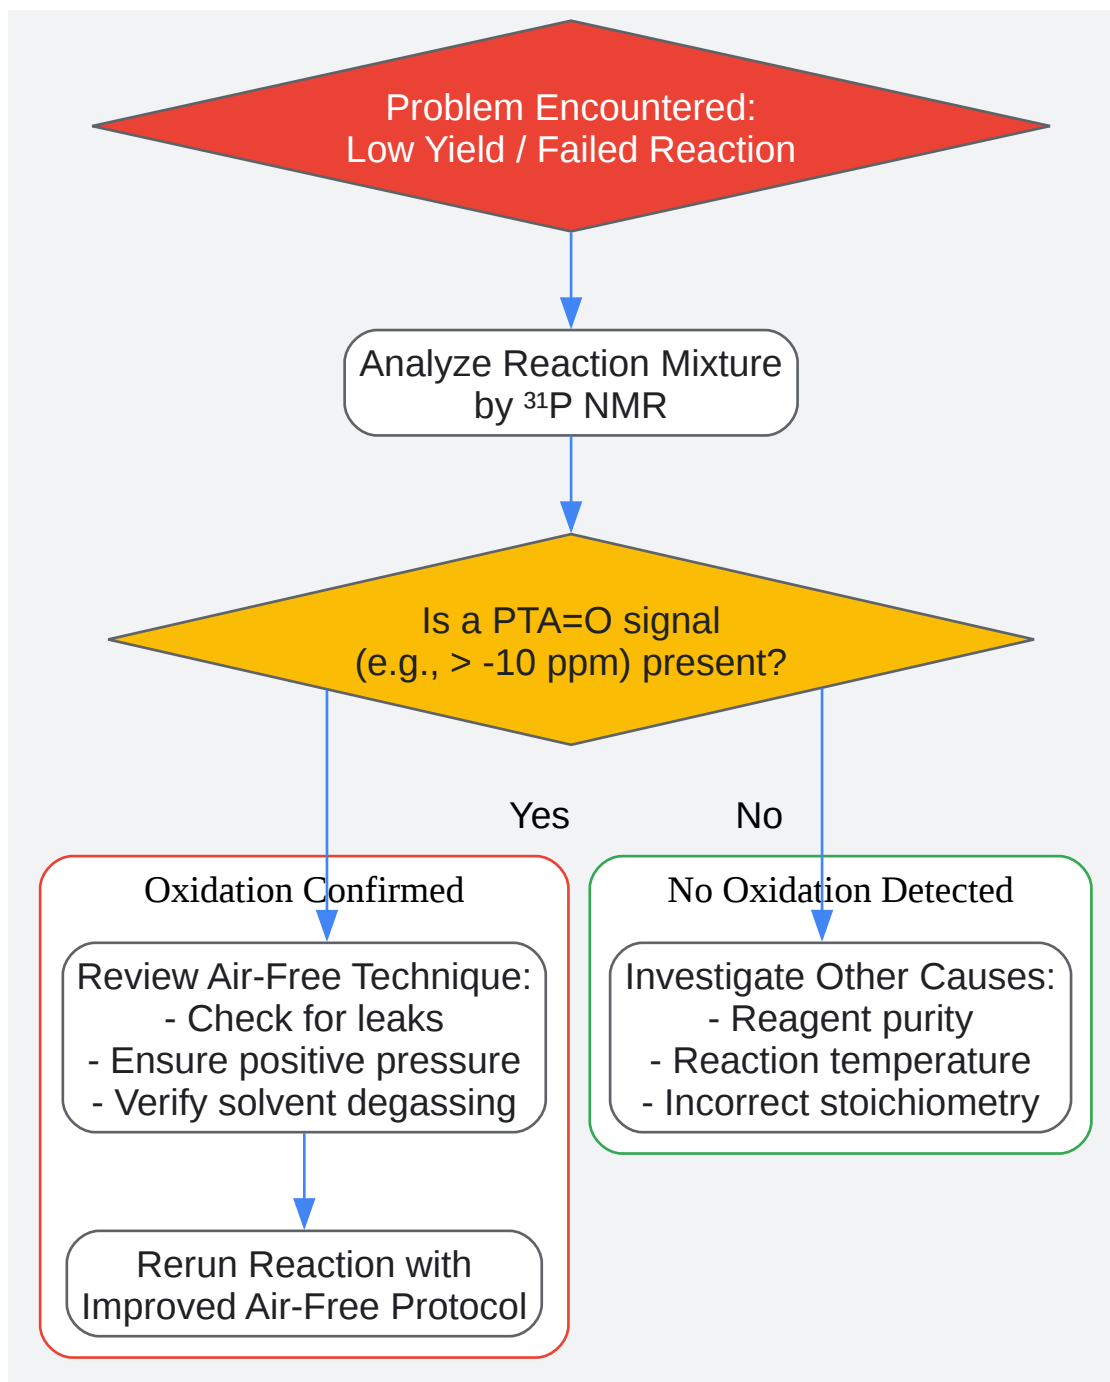 Problem Encountered:
Low Yield / Failed Reaction
Analyze Reaction Mixture
by ³¹P NMR
Is a PTA=O signal
(e.g., > -10 ppm) present?
Yes
No
Oxidation Confirmed
Review Air-Free Technique:
- Check for leaks
- Ensure positive pressure
- Verify solvent degassing
Rerun Reaction with
Improved Air-Free Protocol
No Oxidation Detected
Investigate Other Causes:
- Reagent purity
- Reaction temperature
- Incorrect stoichiometry